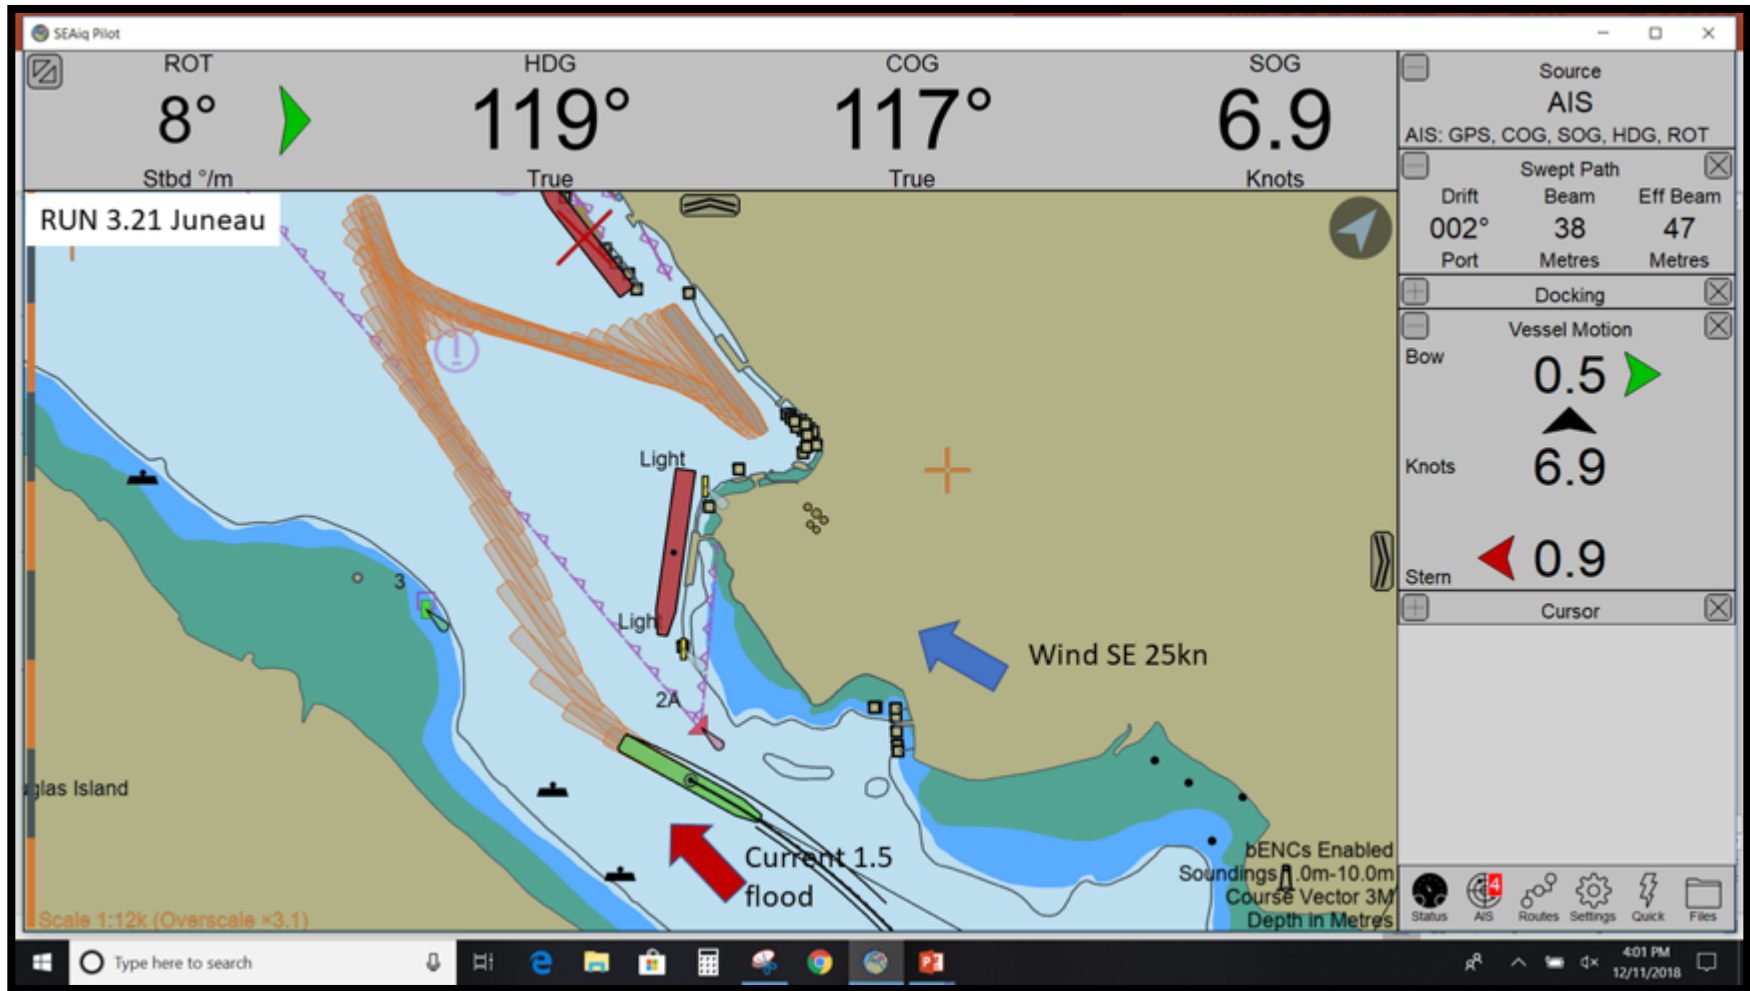 SEAiq Pilot
ROT
HDG
COG
SOG
8°
119°
117°
6.9
Stbd °/m
True
True
Knots
Source
AIS
AIS: GPS, COG, SOG, HDG, ROT
Swept Path
Drift
Beam
Eff Beam
002°
38
47
Port
Metres
Metres
Docking
Vessel Motion
Bow
0.5
Knots
6.9
Stern
0.9
Cursor
RUN 3.21 Juneau
Light
3
Light
2A
Wind SE 25kn
glas Island
Current 1.5
flood
bENCs Enabled
Soundings 1.0m-10.0m
Course Vector 3M
Depth in Metres
Scale 1:12k (Overscale ×3.1)
4
Status
AIS
Routes
Settings
Quick
Files
Type here to search
4:01 PM
12/11/2018